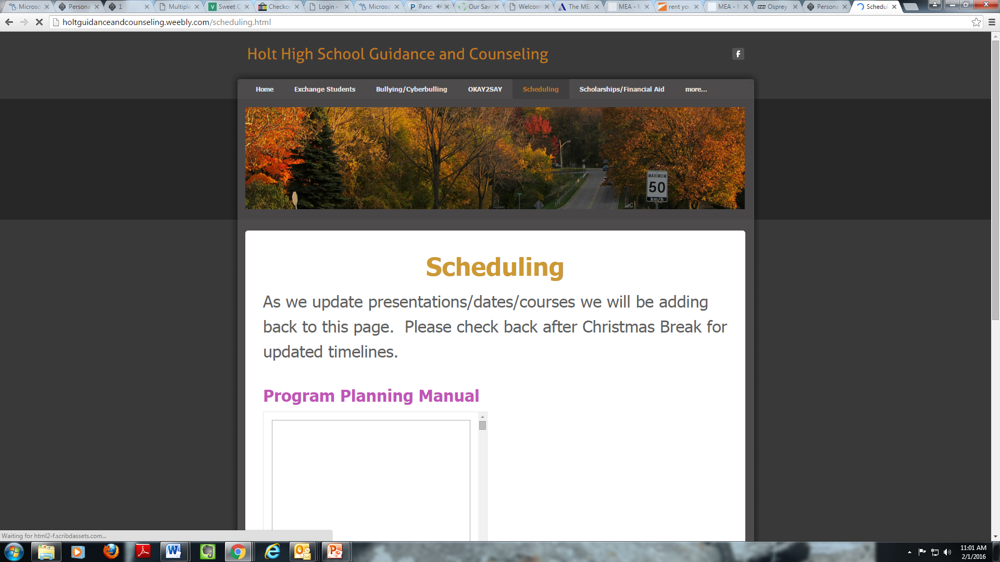 Microso
Persona
1
Multiple
Sweet C
Checkou
Login -
Microso
Pand
Our Sav
Welcom
The MEA
MEA - M
rent you
MEA - M
Osprey
Persona
Schedul
holtguidanceandcounseling.weebly.com/scheduling.html
Holt High School Guidance and Counseling
Home
Exchange Students
Bullying/Cyberbulling
OKAY2SAY
Scheduling
Scholarships/Financial Aid
more...
MAXIMUM
50
km/h
Scheduling
As we update presentations/dates/courses we will be adding
back to this page.  Please check back after Christmas Break for
updated timelines.
Program Planning Manual
Waiting for html2-f.scribdassets.com...
11:01 AM
2/1/2016